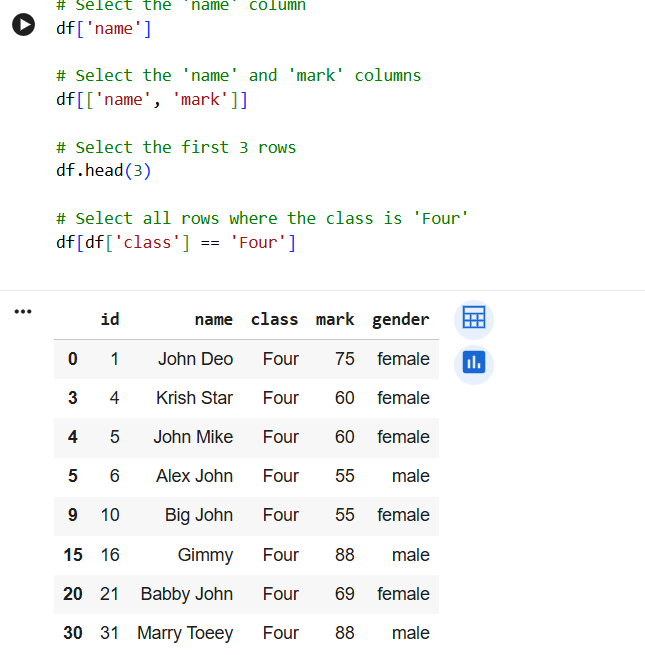 # Select the 'name' column
df['name']
# Select the 'name' and 'mark' columns
df[['name', 'mark']]
# Select the first 3 rows
df.head(3)
# Select all rows where the class is 'Four'
df[df['class'] == 'Four']
id name class mark gender
0 1 John Deo Four 75 female
3 4 Krish Star Four 60 female
4 5 John Mike Four 60 female
5 6 Alex John Four 55 male
9 10 Big John Four 55 female
15 16 Gimmy Four 88 male
20 21 Babby John Four 69 female
30 31 Marry Toeey Four 88 male